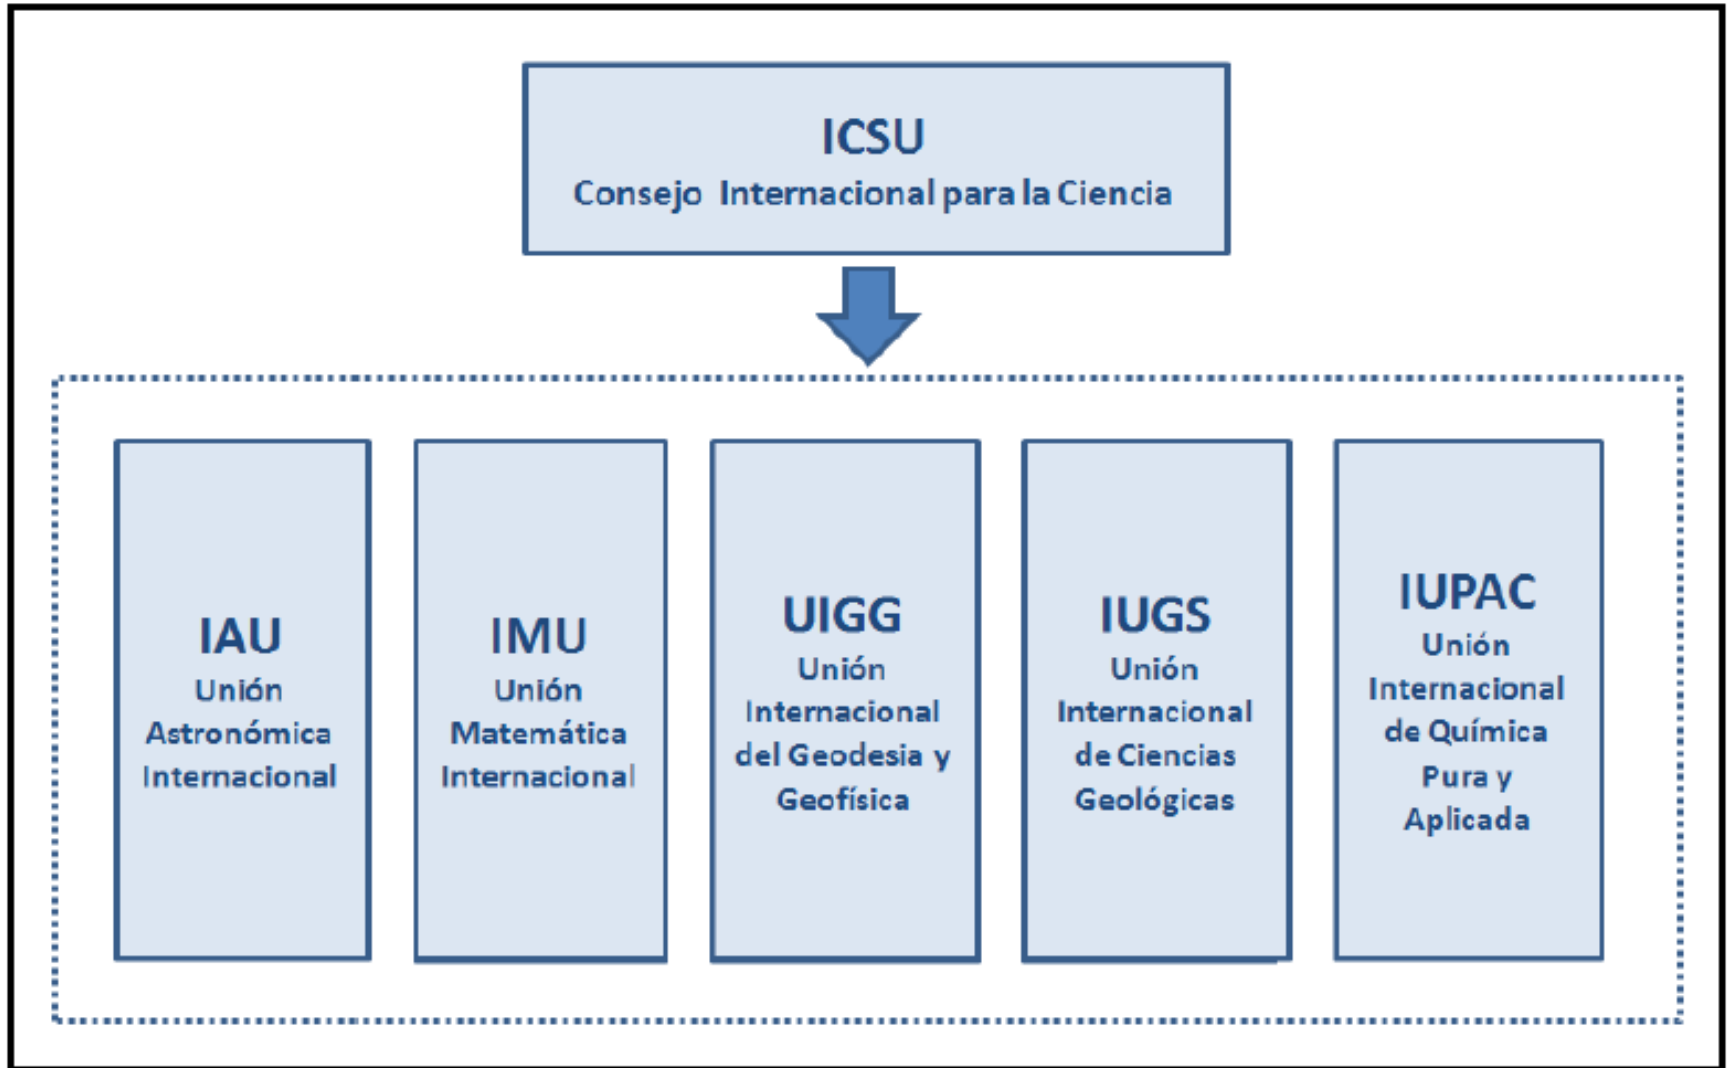 ICSU
Consejo Internacional para la Ciencia
IAU
Unión
Astronómica
Internacional
IMU
Unión
Matemática
Internacional
UIGG
Unión
Internacional
del Geodesia y
Geofísica
IUGS
Unión
Internacional
de Ciencias
Geológicas
IUPAC
Unión
Internacional
de Química
Pura y
Aplicada